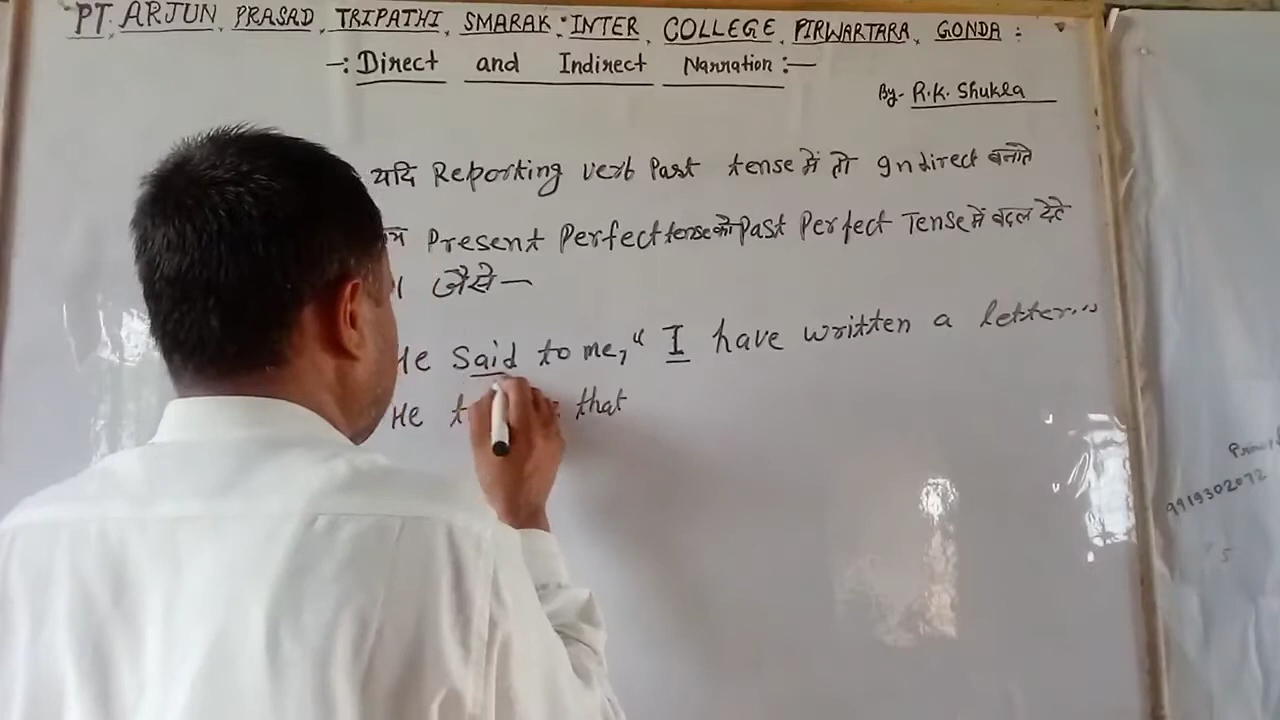 PT. ARJUN PRASAD TRIPATHI SMARAK INTER COLLEGE PIRWARTARA, GONDA :
-: Direct and Indirect Narration :-
By- R.K. Shukla
यदि Reporting verb Past tense में हो Indirect बनाते
Present Perfect tense को Past Perfect Tense में बदल देते
जैसे -
He Said to me, " I have written a letter."
He that
9919302072
5